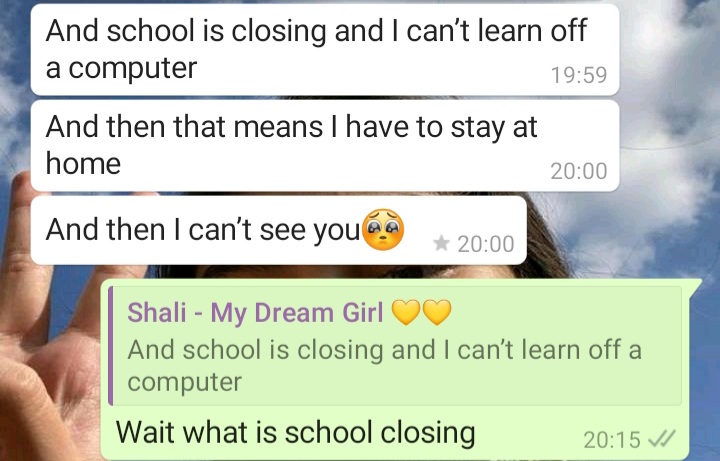 And school is closing and I can’t learn off
a computer
19:59
And then that means I have to stay at
home
20:00
And then I can’t see you🥺
★ 20:00
Shali - My Dream Girl 💛💛
And school is closing and I can’t learn off a
computer
Wait what is school closing
20:15